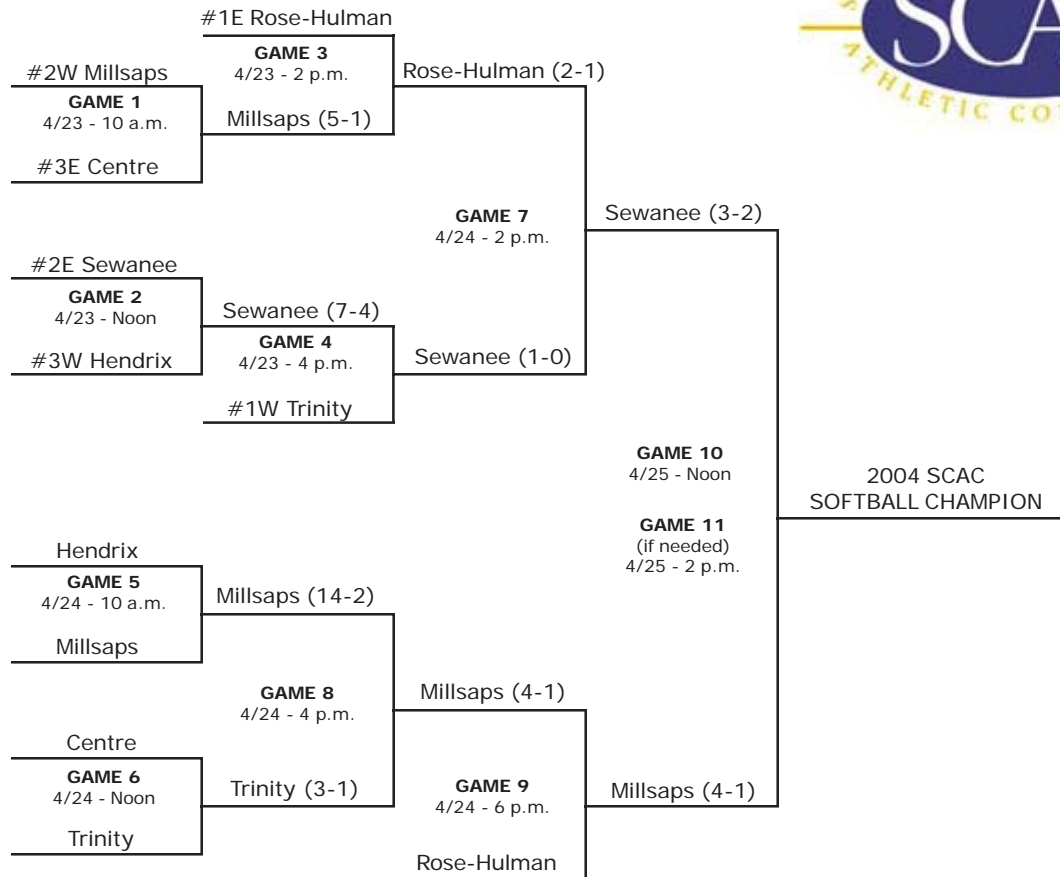 #1E Rose-Hulman
GAME 3
4/23 - 2 p.m.
#2W Millsaps
GAME 1
4/23 - 10 a.m.
#3E Centre
Millsaps (5-1)
Rose-Hulman (2-1)
SCA
ATHLETIC CO
GAME 7
4/24 - 2 p.m.
Sewanee (3-2)
#2E Sewanee
GAME 2
4/23 - Noon
#3W Hendrix
Sewanee (7-4)
GAME 4
4/23 - 4 p.m.
#1W Trinity
Sewanee (1-0)
GAME 10
4/25 - Noon
GAME 11
(if needed)
4/25 - 2 p.m.
2004 SCAC
SOFTBALL CHAMPION
Hendrix
GAME 5
4/24 - 10 a.m.
Millsaps
Millsaps (14-2)
GAME 8
4/24 - 4 p.m.
Millsaps (4-1)
Centre
GAME 6
4/24 - Noon
Trinity
Trinity (3-1)
GAME 9
4/24 - 6 p.m.
Rose-Hulman
Millsaps (4-1)